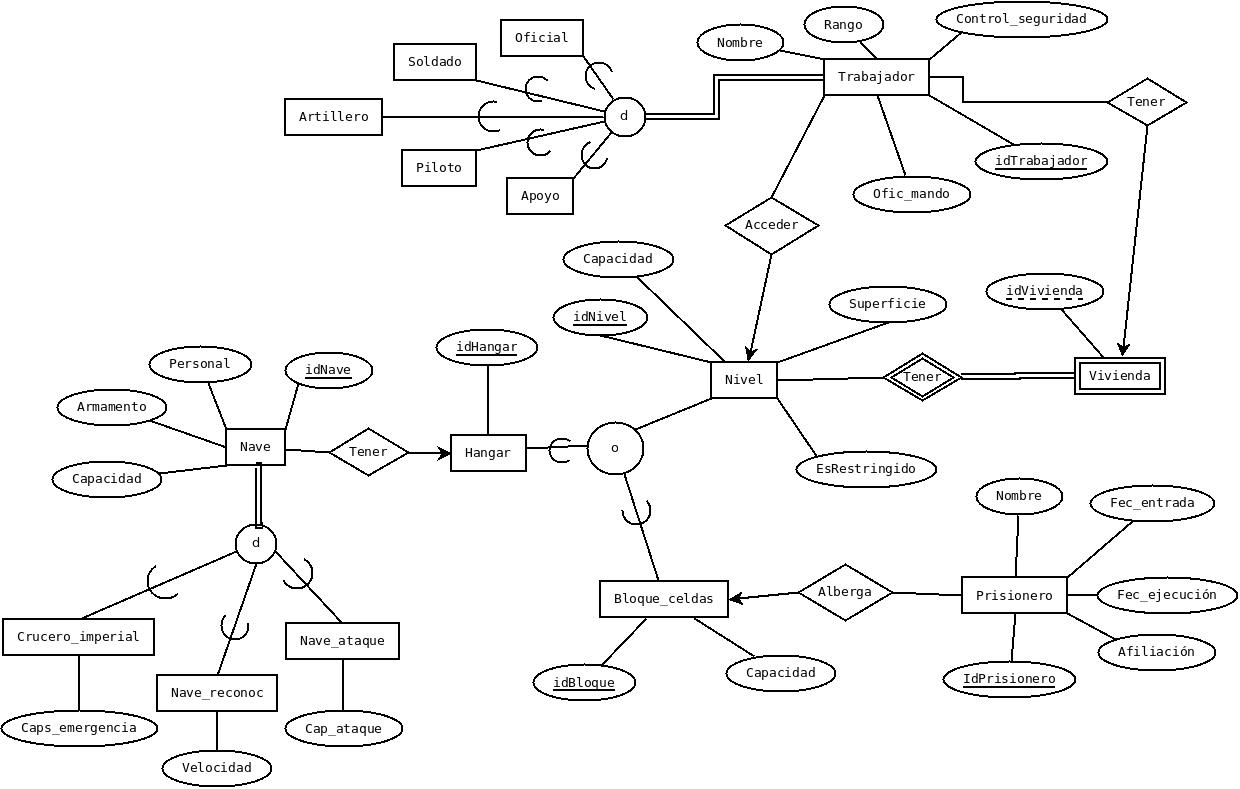 Control_seguridad
Rango
Oficial
Nombre
Soldado
Trabajador
Tener
Artillero
d
idTrabajador
Piloto
Apoyo
Ofic_mando
Acceder
Capacidad
idVivienda
Superficie
idNivel
idHangar
Personal
idNave
Nivel
Tener
Vivienda
Armamento
Nave
Tener
Hangar
o
EsRestringido
Capacidad
Nombre
Fec_entrada
d
Bloque_celdas
Alberga
Prisionero
Fec_ejecución
Crucero_imperial
Nave_ataque
Afiliación
Nave_reconoc
idBloque
Capacidad
IdPrisionero
Caps_emergencia
Cap_ataque
Velocidad